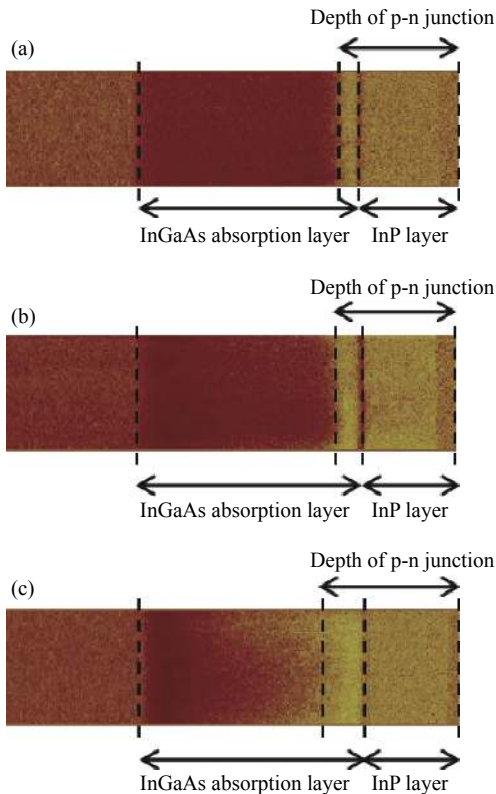 Depth of p-n junction
(a)
InGaAs absorption layer InP layer
Depth of p-n junction
(b)
InGaAs absorption layer InP layer
Depth of p-n junction
(c)
InGaAs absorption layer InP layer